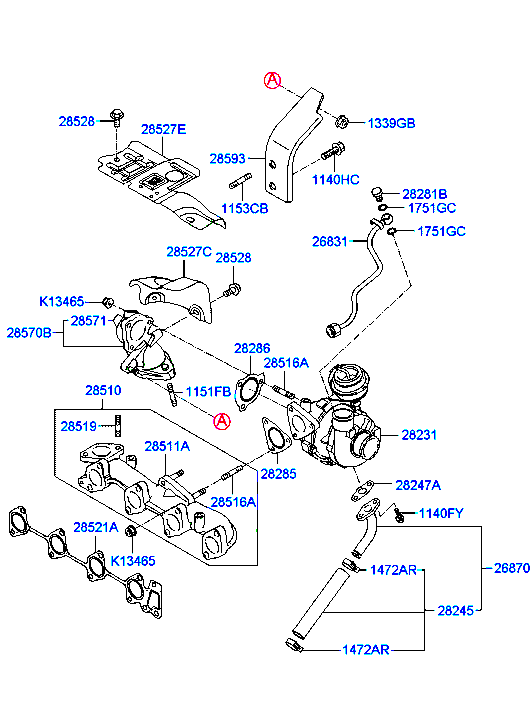 A
28528
28527E
1339GB
28593
1140HC
1153CB
28281B
1751GC
1751GC
26831
28527C
28528
K13465
28571
28570B
28286
28516A
28510
1151FB
A
28519
28231
28511A
28285
28516A
28247A
28521A
1140FY
K13465
1472AR
26870
28245
1472AR